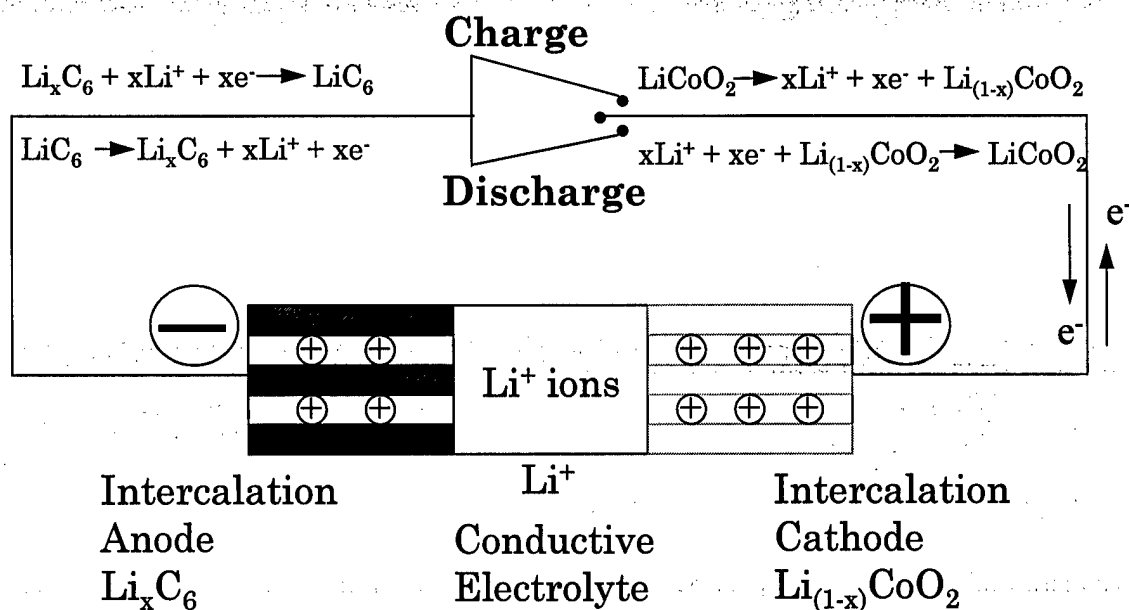 Charge
LiₓC₆ + xLi⁺ + xe⁻ → LiC₆
LiCoO₂ → xLi⁺ + xe⁻ + Li₍₁₋ₓ₎CoO₂
LiC₆ → LiₓC₆ + xLi⁺ + xe⁻
xLi⁺ + xe⁻ + Li₍₁₋ₓ₎CoO₂ → LiCoO₂
Discharge
e⁻
e⁻
−
+
+ +
+ + +
Li⁺ ions
+ +
+ + +
Intercalation
Anode
LiₓC₆
Li⁺
Conductive
Electrolyte
Intercalation
Cathode
Li₍₁₋ₓ₎CoO₂